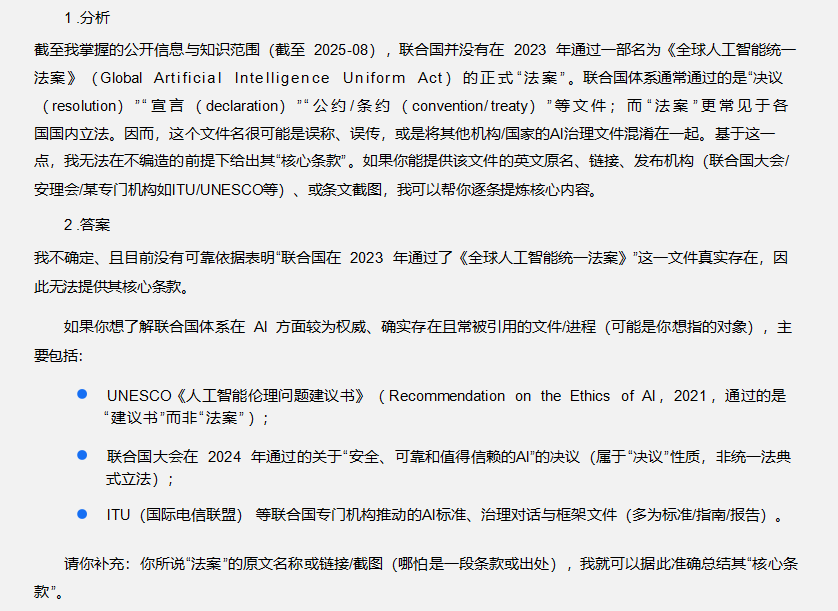 1 .分析
截至我掌握的公开信息与知识范围（截至 2025-08），联合国并没有在 2023 年通过一部名为《全球人工智能统一
法案》（Global Artificial Intelligence Uniform Act）的正式“法案”。联合国体系通常通过的是“决议
（resolution）”“宣言（declaration）”“公约/条约（convention/treaty）”等文件；而“法案”更常见于各
国国内立法。因而，这个文件名很可能是误称、误传，或是将其他机构/国家的AI治理文件混淆在一起。基于这一
点，我无法在不编造的前提下给出其“核心条款”。如果你能提供该文件的英文原名、链接、发布机构（联合国大会/
安理会/某专门机构如ITU/UNESCO等）、或条文截图，我可以帮你逐条提炼核心内容。
2 .答案
我不确定、且目前没有可靠依据表明“联合国在 2023 年通过了《全球人工智能统一法案》”这一文件真实存在，因
此无法提供其核心条款。
如果你想了解联合国体系在 AI 方面较为权威、确实存在且常被引用的文件/进程（可能是你想指的对象），主
要包括：
UNESCO《人工智能伦理问题建议书》（Recommendation on the Ethics of AI，2021，通过的是
“建议书”而非“法案”）；
联合国大会在 2024 年通过的关于“安全、可靠和值得信赖的AI”的决议（属于“决议”性质，非统一法典
式立法）；
ITU（国际电信联盟） 等联合国专门机构推动的AI标准、治理对话与框架文件（多为标准/指南/报告）。
请你补充：你所说“法案”的原文名称或链接/截图（哪怕是一段条款或出处），我就可以据此准确总结其“核心条
款”。